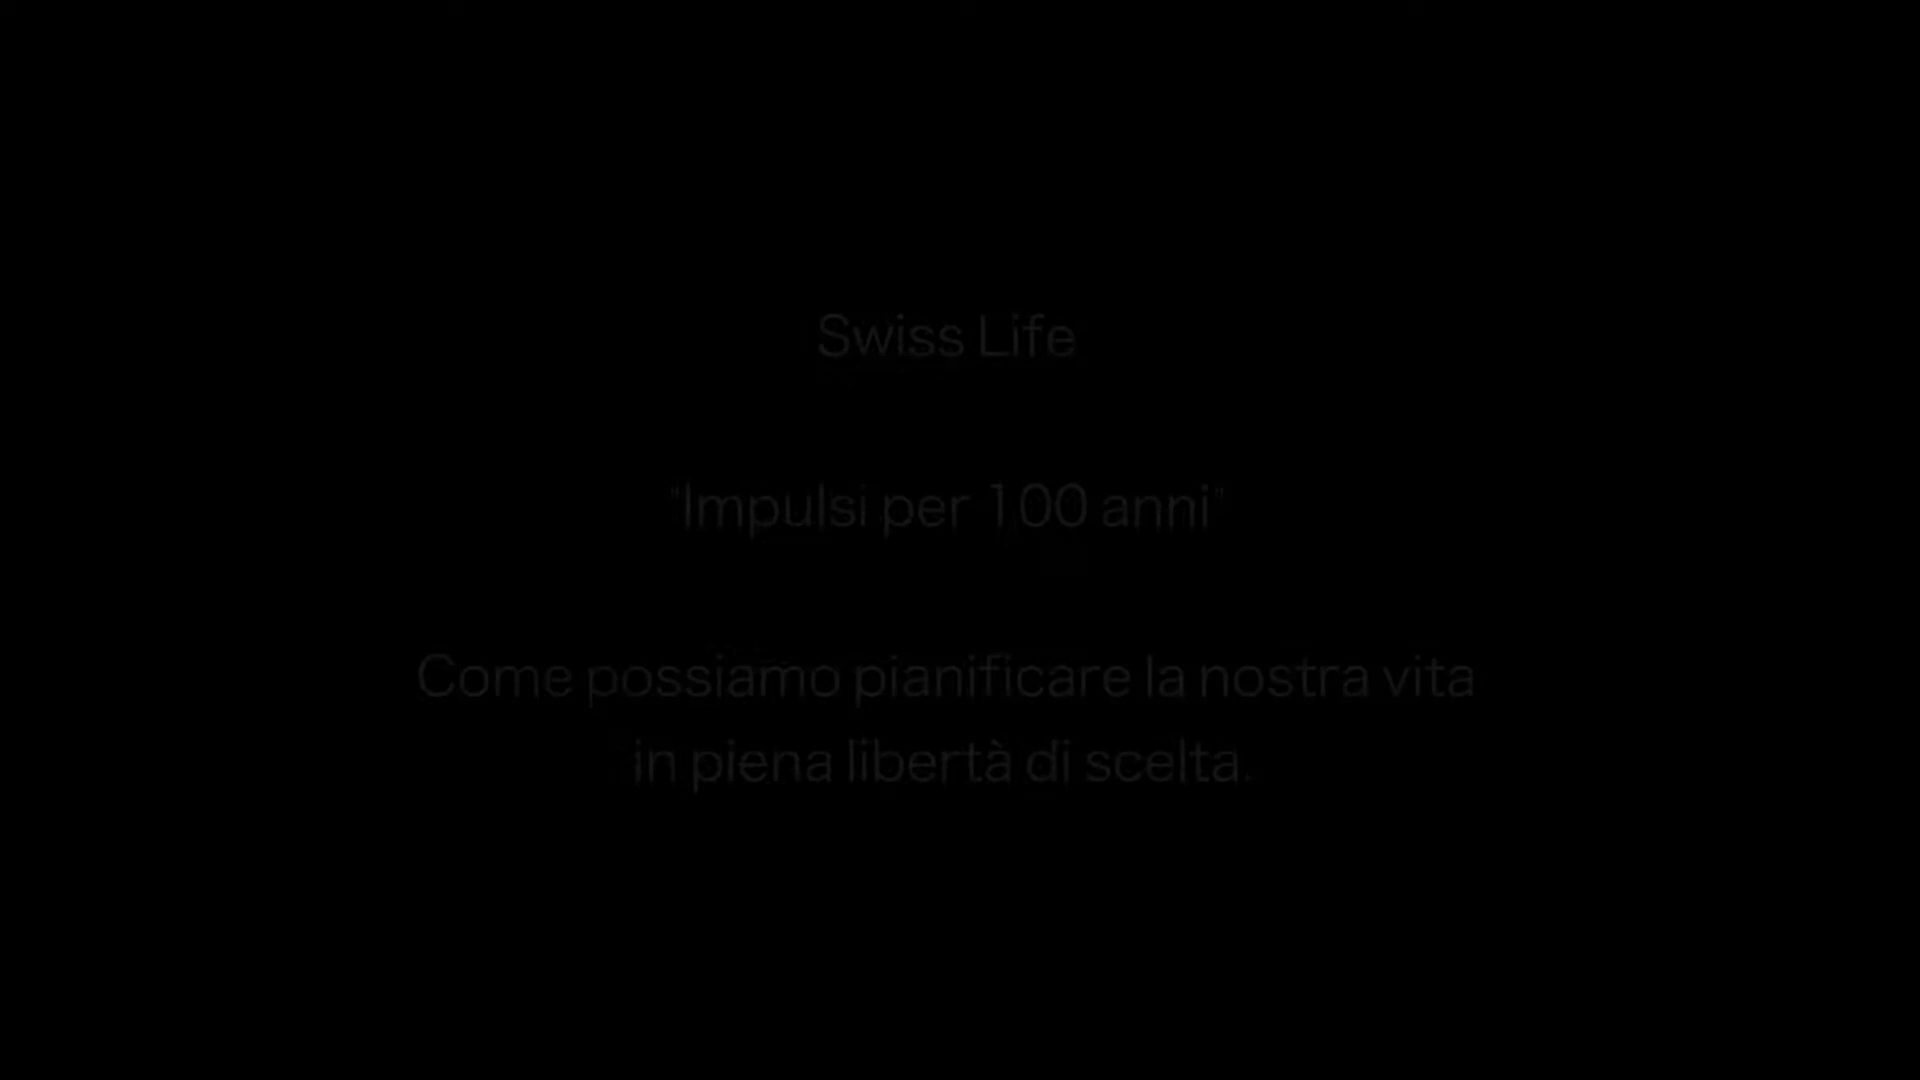 Swiss Life
"Impulsi per 100 anni"
Come possiamo pianificare la nostra vita
in piena libertà di scelta.